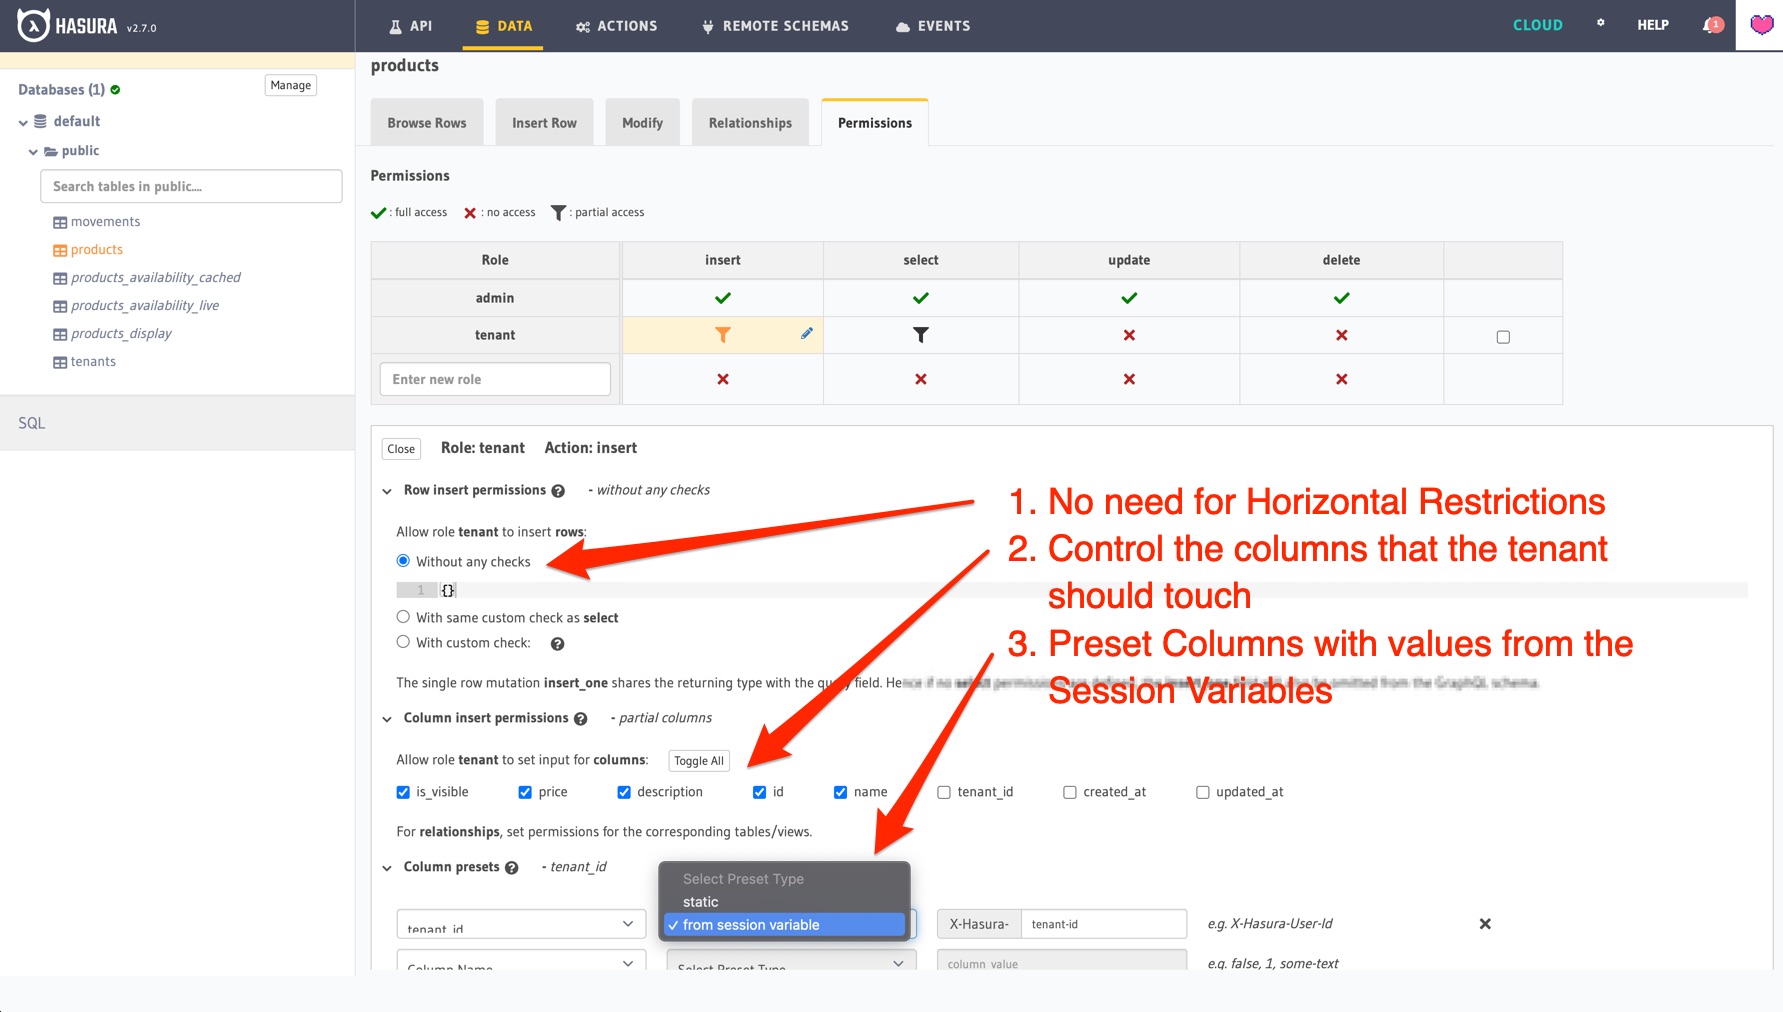 HASURA v2.7.0
API DATA ACTIONS REMOTE SCHEMAS EVENTS CLOUD HELP 1
Databases (1) Manage
default
public
Search tables in public....
movements
products
products_availability_cached
products_availability_live
products_display
tenants
SQL
products
Browse Rows Insert Row Modify Relationships Permissions
Permissions
: full access : no access : partial access
Role insert select update delete
admin
tenant
Enter new role
Close Role: tenant Action: insert
Row insert permissions ? - without any checks
Allow role tenant to insert rows:
Without any checks
1 {}
With same custom check as select
With custom check: ?
The single row mutation insert_one shares the returning type with the query field. Hence if no select permissions
Column insert permissions ? - partial columns
Allow role tenant to set input for columns: Toggle All
is_visible price description id name tenant_id created_at updated_at
For relationships, set permissions for the corresponding tables/views.
Column presets ? - tenant_id
Select Preset Type
static
✓ from session variable
tenant_id X-Hasura- tenant-id e.g. X-Hasura-User-Id
Column Name Select Preset Type column_value e.g. false, 1, some-text
1. No need for Horizontal Restrictions
2. Control the columns that the tenant
should touch
3. Preset Columns with values from the
Session Variables